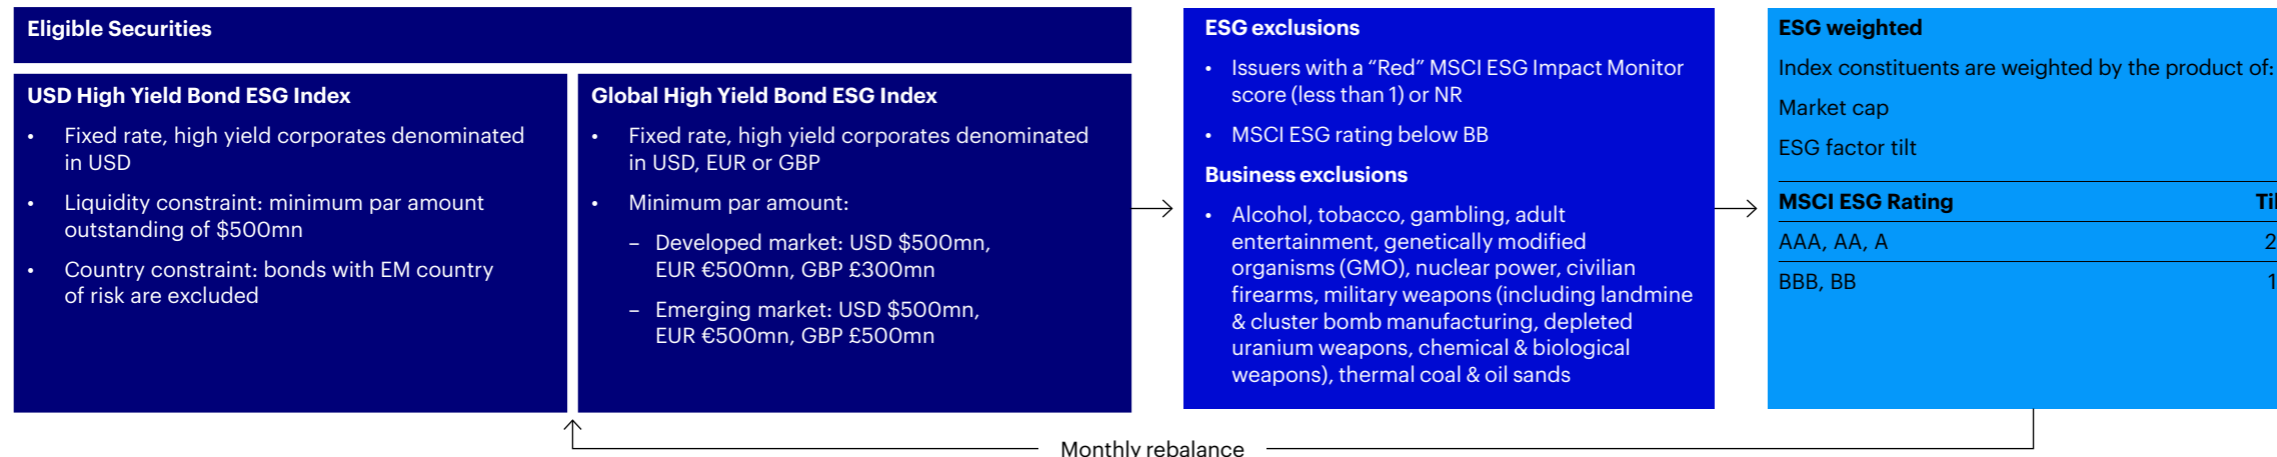 Eligible Securities
USD High Yield Bond ESG Index
• Fixed rate, high yield corporates denominated
in USD
• Liquidity constraint: minimum par amount
outstanding of $500mn
• Country constraint: bonds with EM country
of risk are excluded
Global High Yield Bond ESG Index
• Fixed rate, high yield corporates denominated
in USD, EUR or GBP
• Minimum par amount:
– Developed market: USD $500mn,
EUR €500mn, GBP £300mn
– Emerging market: USD $500mn,
EUR €500mn, GBP £500mn
ESG exclusions
• Issuers with a “Red” MSCI ESG Impact Monitor
score (less than 1) or NR
• MSCI ESG rating below BB
Business exclusions
• Alcohol, tobacco, gambling, adult
entertainment, genetically modified
organisms (GMO), nuclear power, civilian
firearms, military weapons (including landmine
& cluster bomb manufacturing, depleted
uranium weapons, chemical & biological
weapons), thermal coal & oil sands
ESG weighted
Index constituents are weighted by the product of:
Market cap
ESG factor tilt
MSCI ESG Rating
AAA, AA, A 2
BBB, BB 1
Monthly rebalance